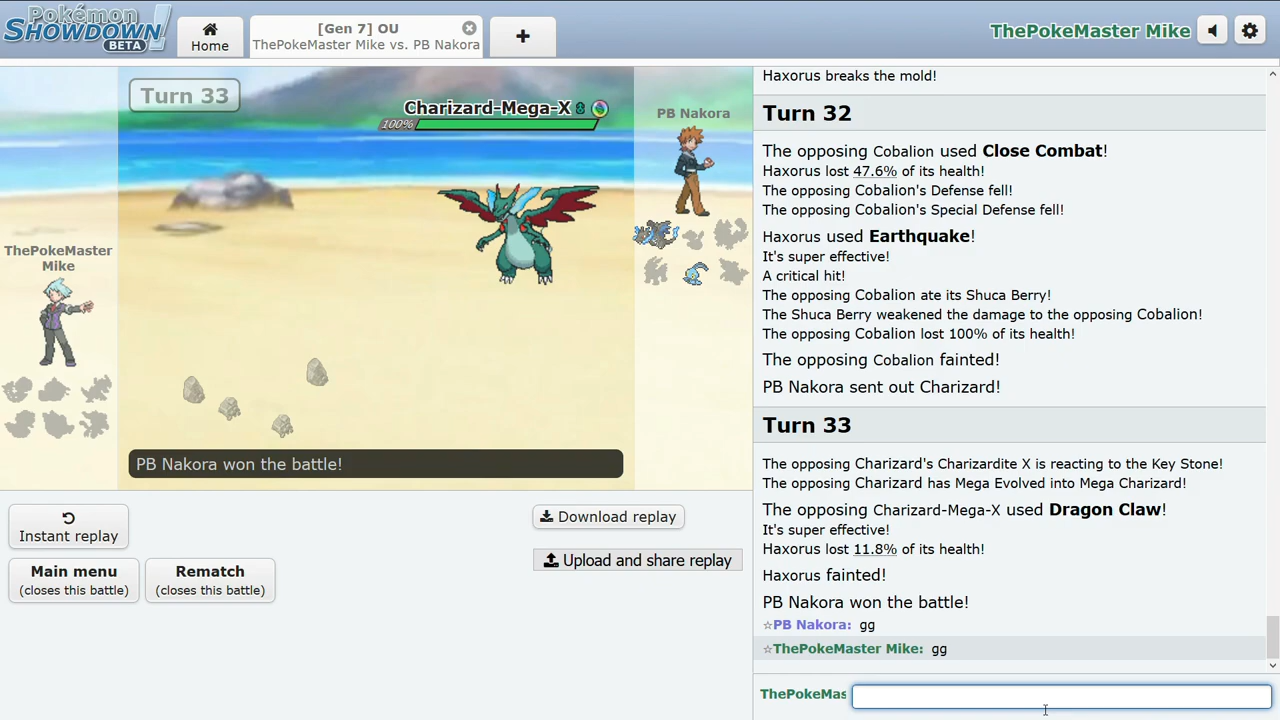 Pokémon
SHOWDOWN!
BETA
Home
[Gen 7] OU
ThePokeMaster Mike vs. PB Nakora
+
ThePokeMaster Mike
Turn 33
Charizard-Mega-X
100%
PB Nakora
ThePokeMaster
Mike
PB Nakora won the battle!
Instant replay
Download replay
Upload and share replay
Main menu
(closes this battle)
Rematch
(closes this battle)
Haxorus breaks the mold!
Turn 32
The opposing Cobalion used Close Combat!
Haxorus lost 47.6% of its health!
The opposing Cobalion's Defense fell!
The opposing Cobalion's Special Defense fell!
Haxorus used Earthquake!
It's super effective!
A critical hit!
The opposing Cobalion ate its Shuca Berry!
The Shuca Berry weakened the damage to the opposing Cobalion!
The opposing Cobalion lost 100% of its health!
The opposing Cobalion fainted!
PB Nakora sent out Charizard!
Turn 33
The opposing Charizard's Charizardite X is reacting to the Key Stone!
The opposing Charizard has Mega Evolved into Mega Charizard!
The opposing Charizard-Mega-X used Dragon Claw!
It's super effective!
Haxorus lost 11.8% of its health!
Haxorus fainted!
PB Nakora won the battle!
☆PB Nakora: gg
☆ThePokeMaster Mike: gg
ThePokeMas